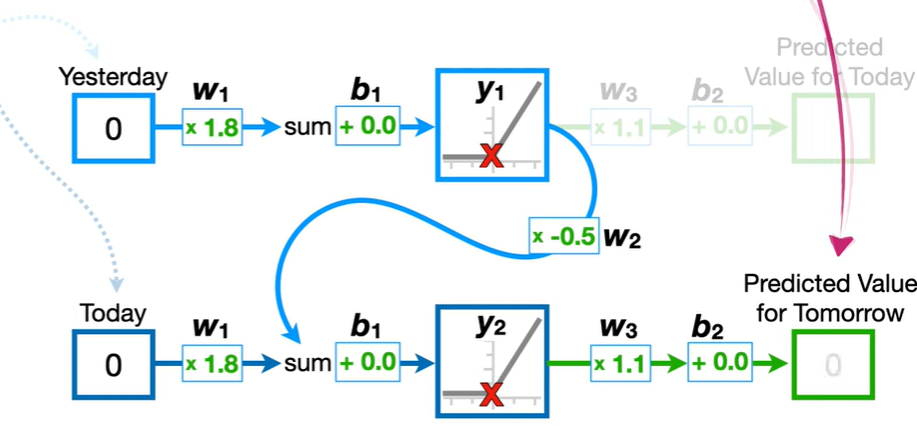 Predicted
Value for Today
Yesterday
w1
b1
y1
w3
b2
0
x 1.8
sum
+ 0.0
x 1.1
+ 0.0
x -0.5
w2
Predicted Value
for Tomorrow
Today
w1
b1
y2
w3
b2
0
x 1.8
sum
+ 0.0
x 1.1
+ 0.0
0